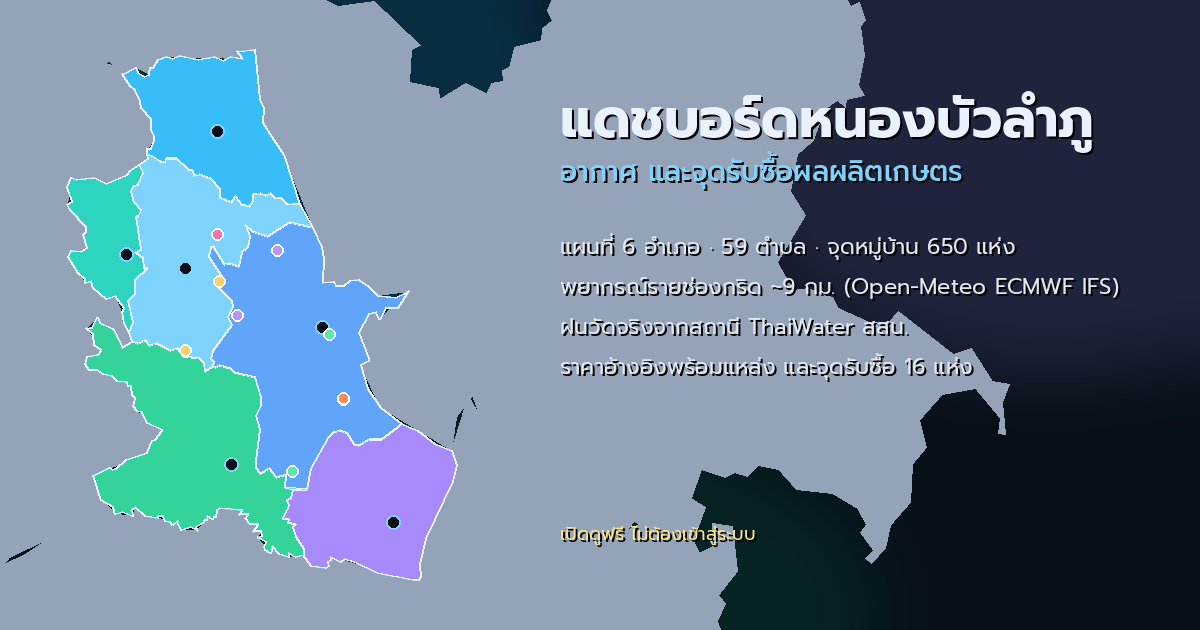 แดชบอร์ดหนองบัวลำภู
อากาศ และจุดรับซื้อผลผลิตเกษตร
แผนที่ 6 อำเภอ · 59 ตำบล · จุดหมู่บ้าน 650 แห่ง
พยากรณ์รายช่องกริด ~9 กม. (Open-Meteo ECMWF IFS)
ฝนวัดจริงจากสถานี ThaiWater สสน.
ราคาอ้างอิงพร้อมแหล่ง และจุดรับซื้อ 16 แห่ง
เปิดดูฟรี ไม่ต้องเข้าสู่ระบบ